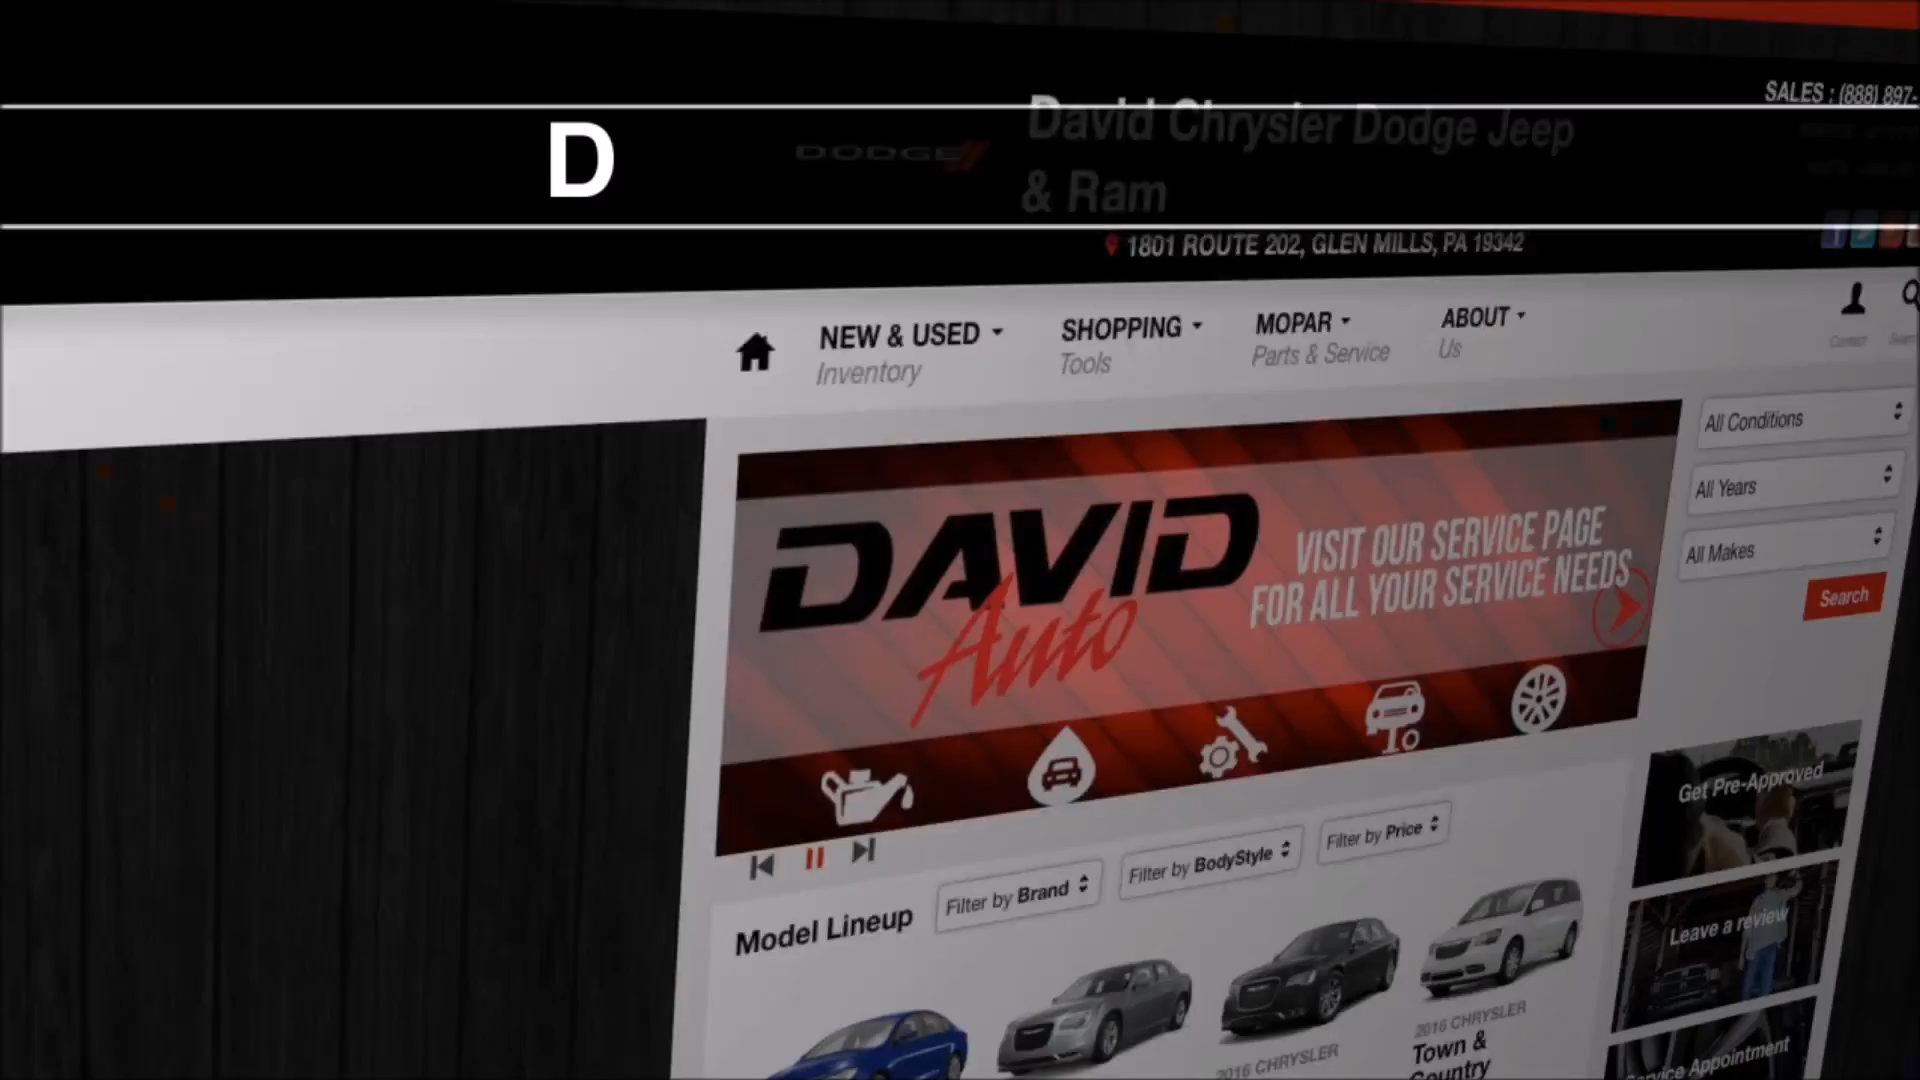 SALES : (888) 897-
D
DODGE
David Chrysler Dodge Jeep
& Ram
1801 ROUTE 202, GLEN MILLS, PA 19342
NEW & USED
Inventory
SHOPPING
Tools
MOPAR
Parts & Service
ABOUT
Us
Contact
All Conditions
All Years
All Makes
Search
DAVID
Auto
VISIT OUR SERVICE PAGE
FOR ALL YOUR SERVICE NEEDS
Get Pre-Approved
Leave a review
Service Appointment
Model Lineup
Filter by Brand
Filter by BodyStyle
Filter by Price
2016 CHRYSLER
2016 CHRYSLER
Town &
Country